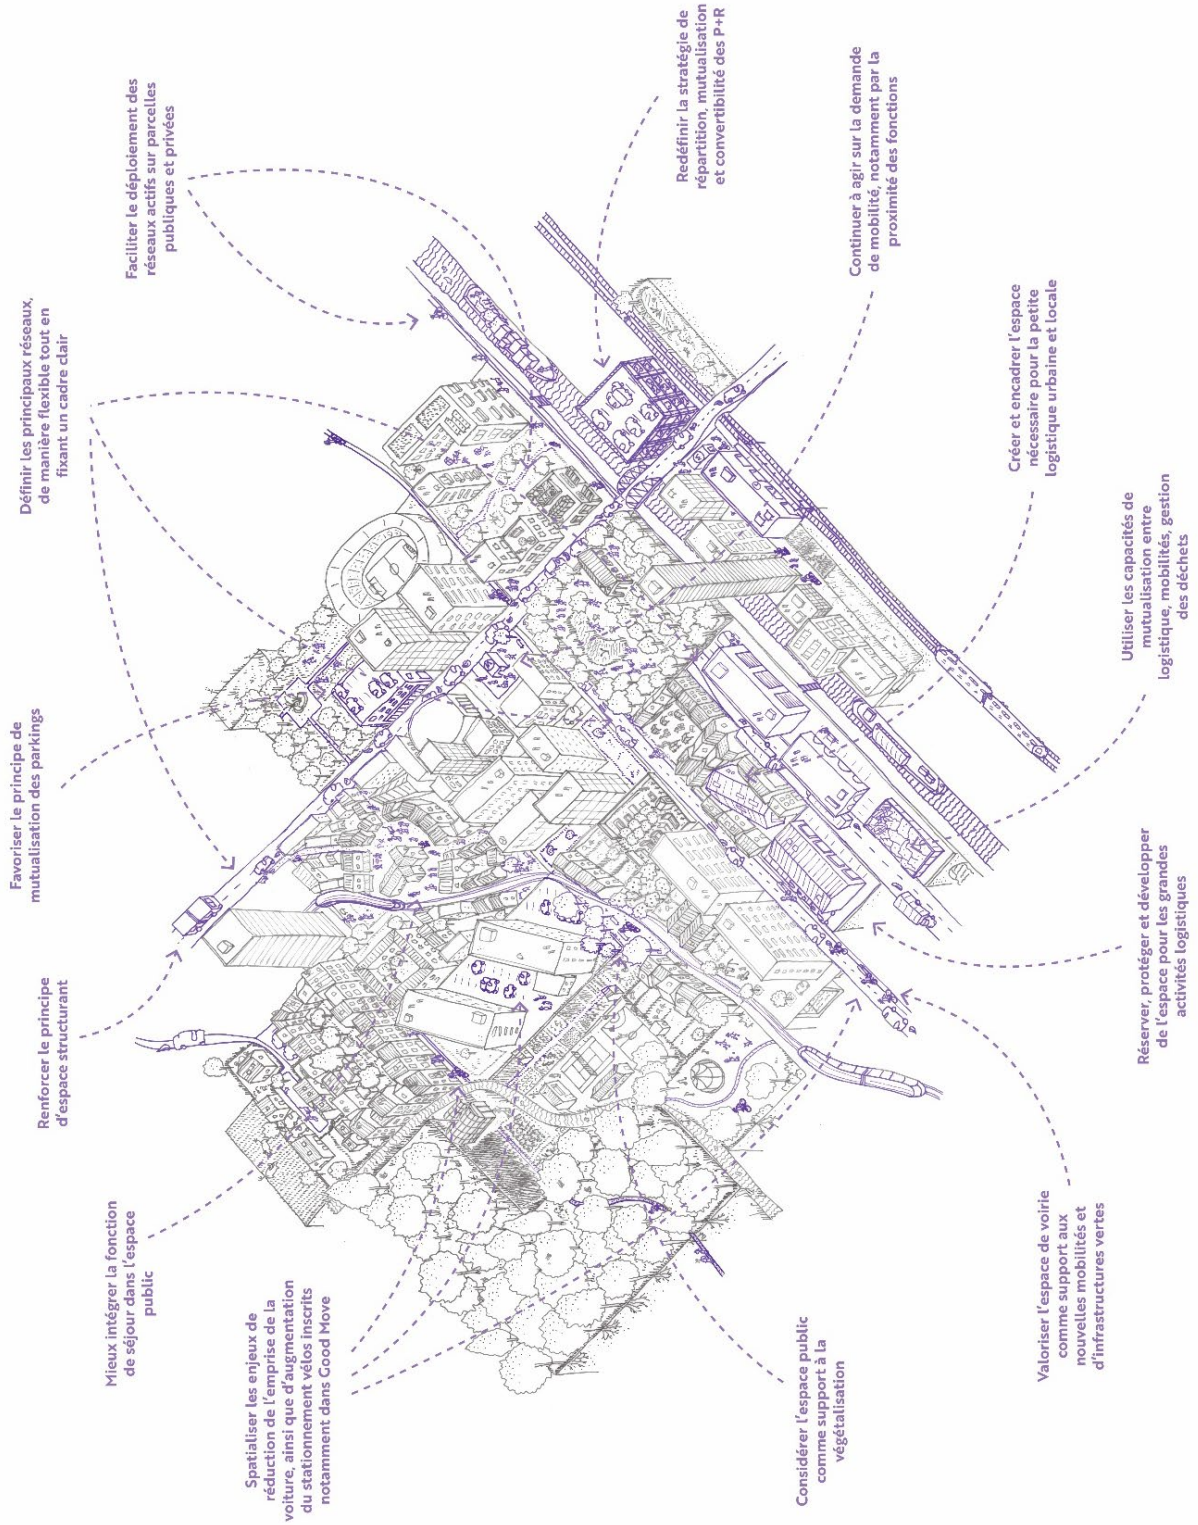 Mieux intégrer la fonction
de séjour dans l'espace
public
Renforcer le principe
d'espace structurant
Favoriser le principe de
mutualisation des parkings
Définir les principaux réseaux,
de manière flexible tout en
fixant un cadre clair
Faciliter le déploiement des
réseaux actifs sur parcelles
publiques et privées
Spatialiser les enjeux de
réduction de l'emprise de la
voiture, ainsi que d'augmentation
du stationnement vélos inscrits
notamment dans Good Move
Redéfinir la stratégie de
répartition, mutualisation
et convertibilité des P+R
Considérer l'espace public
comme support à la
végétalisation
Continuer à agir sur la demande
de mobilité, notamment par la
proximité des fonctions
Valoriser l'espace de voirie
comme support aux
nouvelles mobilités et
d'infrastructures vertes
Réserver, protéger et développer
de l'espace pour les grandes
activités logistiques
Utiliser les capacités de
mutualisation entre
logistique, mobilités, gestion
des déchets
Créer et encadrer l'espace
nécessaire pour la petite
logistique urbaine et locale